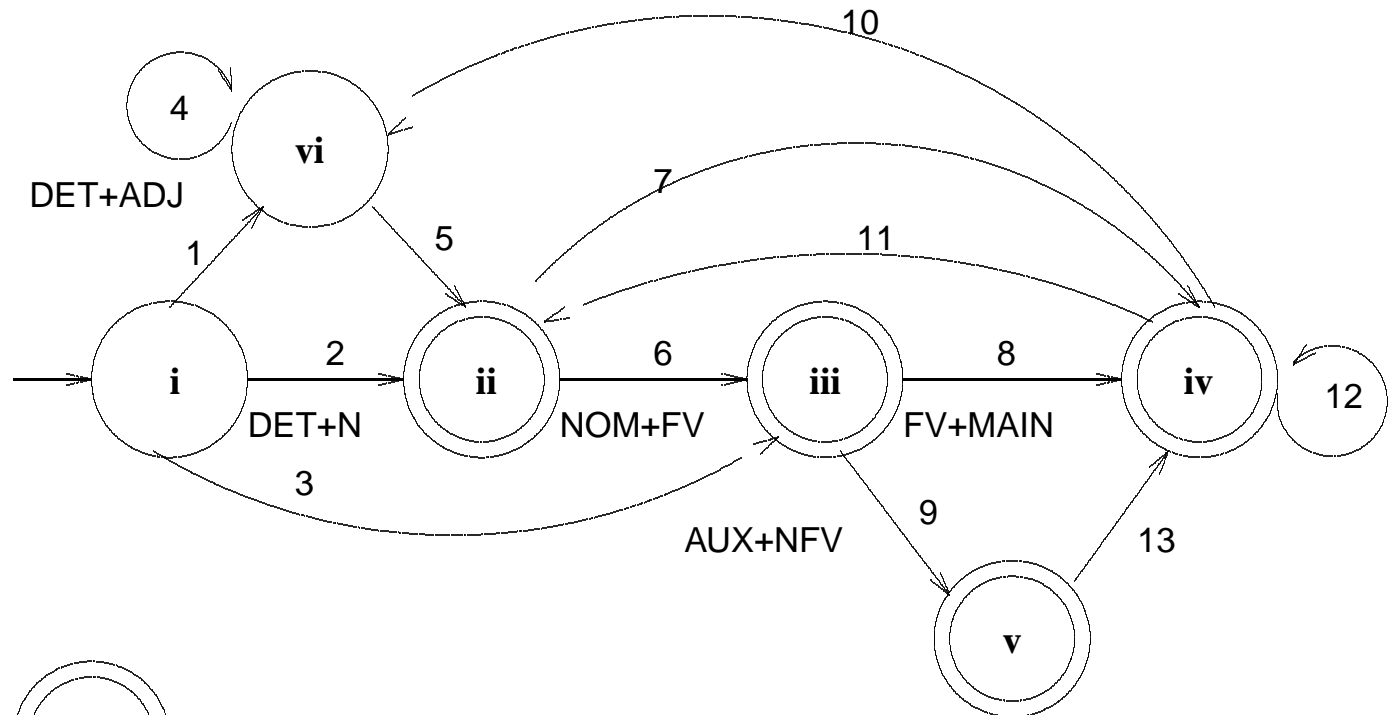 10
4
vi
7
DET+ADJ
1
5
11
2
6
8
i
ii
iii
iv
12
DET+N
NOM+FV
FV+MAIN
3
9
AUX+NFV
13
v